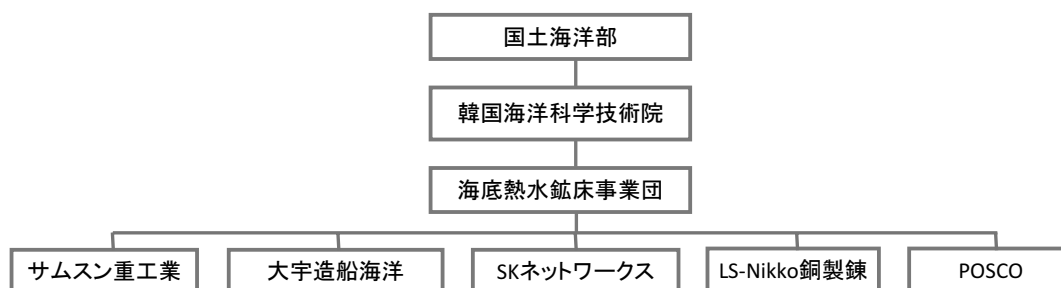 国土海洋部
韓国海洋科学技術院
海底熱水鉱床事業団
サムスン重工業
大宇造船海洋
SKネットワークス
LS-Nikko銅製錬
POSCO